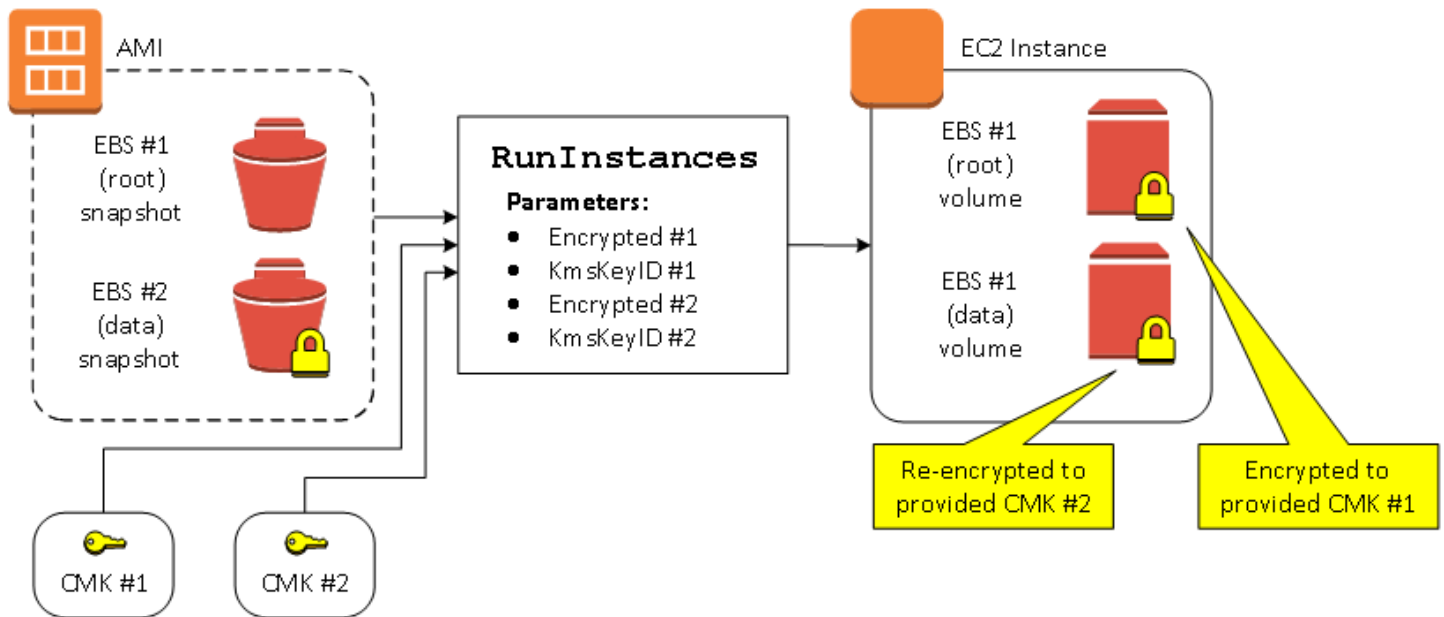 AMI
EBS #1
(root)
snapshot
EBS #2
(data)
snapshot
CMK #1
CMK #2
RunInstances
Parameters:
• Encrypted #1
• KmsKeyID #1
• Encrypted #2
• KmsKeyID #2
EC2 Instance
EBS #1
(root)
volume
EBS #1
(data)
volume
Re-encrypted to
provided CMK #2
Encrypted to
provided CMK #1